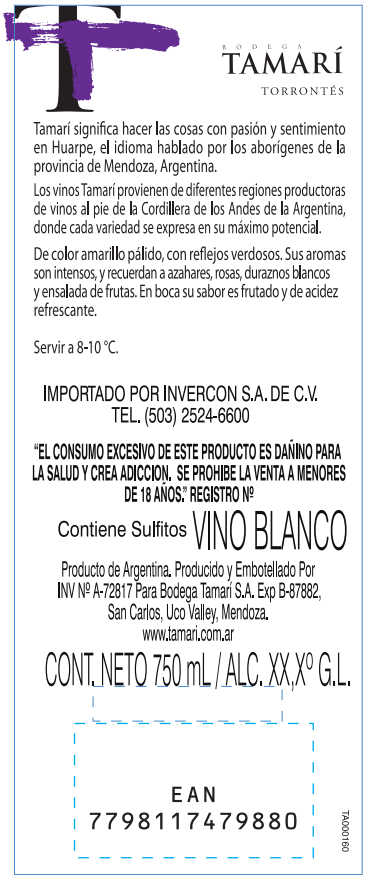 T
BODEGA
TAMARÍ
TORRONTÉS
Tamarí significa hacer las cosas con pasión y sentimiento
en Huarpe, el idioma hablado por los aborígenes de la
provincia de Mendoza, Argentina.
Los vinos Tamarí provienen de diferentes regiones productoras
de vinos al pie de la Cordillera de los Andes de la Argentina,
donde cada variedad se expresa en su máximo potencial.
De color amarillo pálido, con reflejos verdosos. Sus aromas
son intensos, y recuerdan a azahares, rosas, duraznos blancos
y ensalada de frutas. En boca su sabor es frutado y de acidez
refrescante.
Servir a 8-10 °C.
IMPORTADO POR INVERCON S.A. DE C.V.
TEL. (503) 2524-6600
“EL CONSUMO EXCESIVO DE ESTE PRODUCTO ES DAÑINO PARA
LA SALUD Y CREA ADICCION. SE PROHIBE LA VENTA A MENORES
DE 18 AÑOS.” REGISTRO Nº
Contiene Sulfitos VINO BLANCO
Producto de Argentina. Producido y Embotellado Por
INV Nº A-72817 Para Bodega Tamarí S.A. Exp B-87882,
San Carlos, Uco Valley, Mendoza.
www.tamari.com.ar
CONT. NETO 750 mL / ALC. XX,Xº G.L.
EAN
7798117479880
TA000160